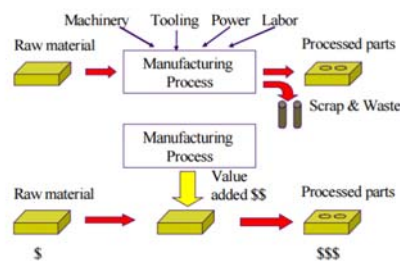 Machinery Tooling Power Labor
Raw material
Processed parts
Manufacturing
Process
Scrap & Waste
Manufacturing
Process
Raw material
Value
added $$
Processed parts
$
$$$